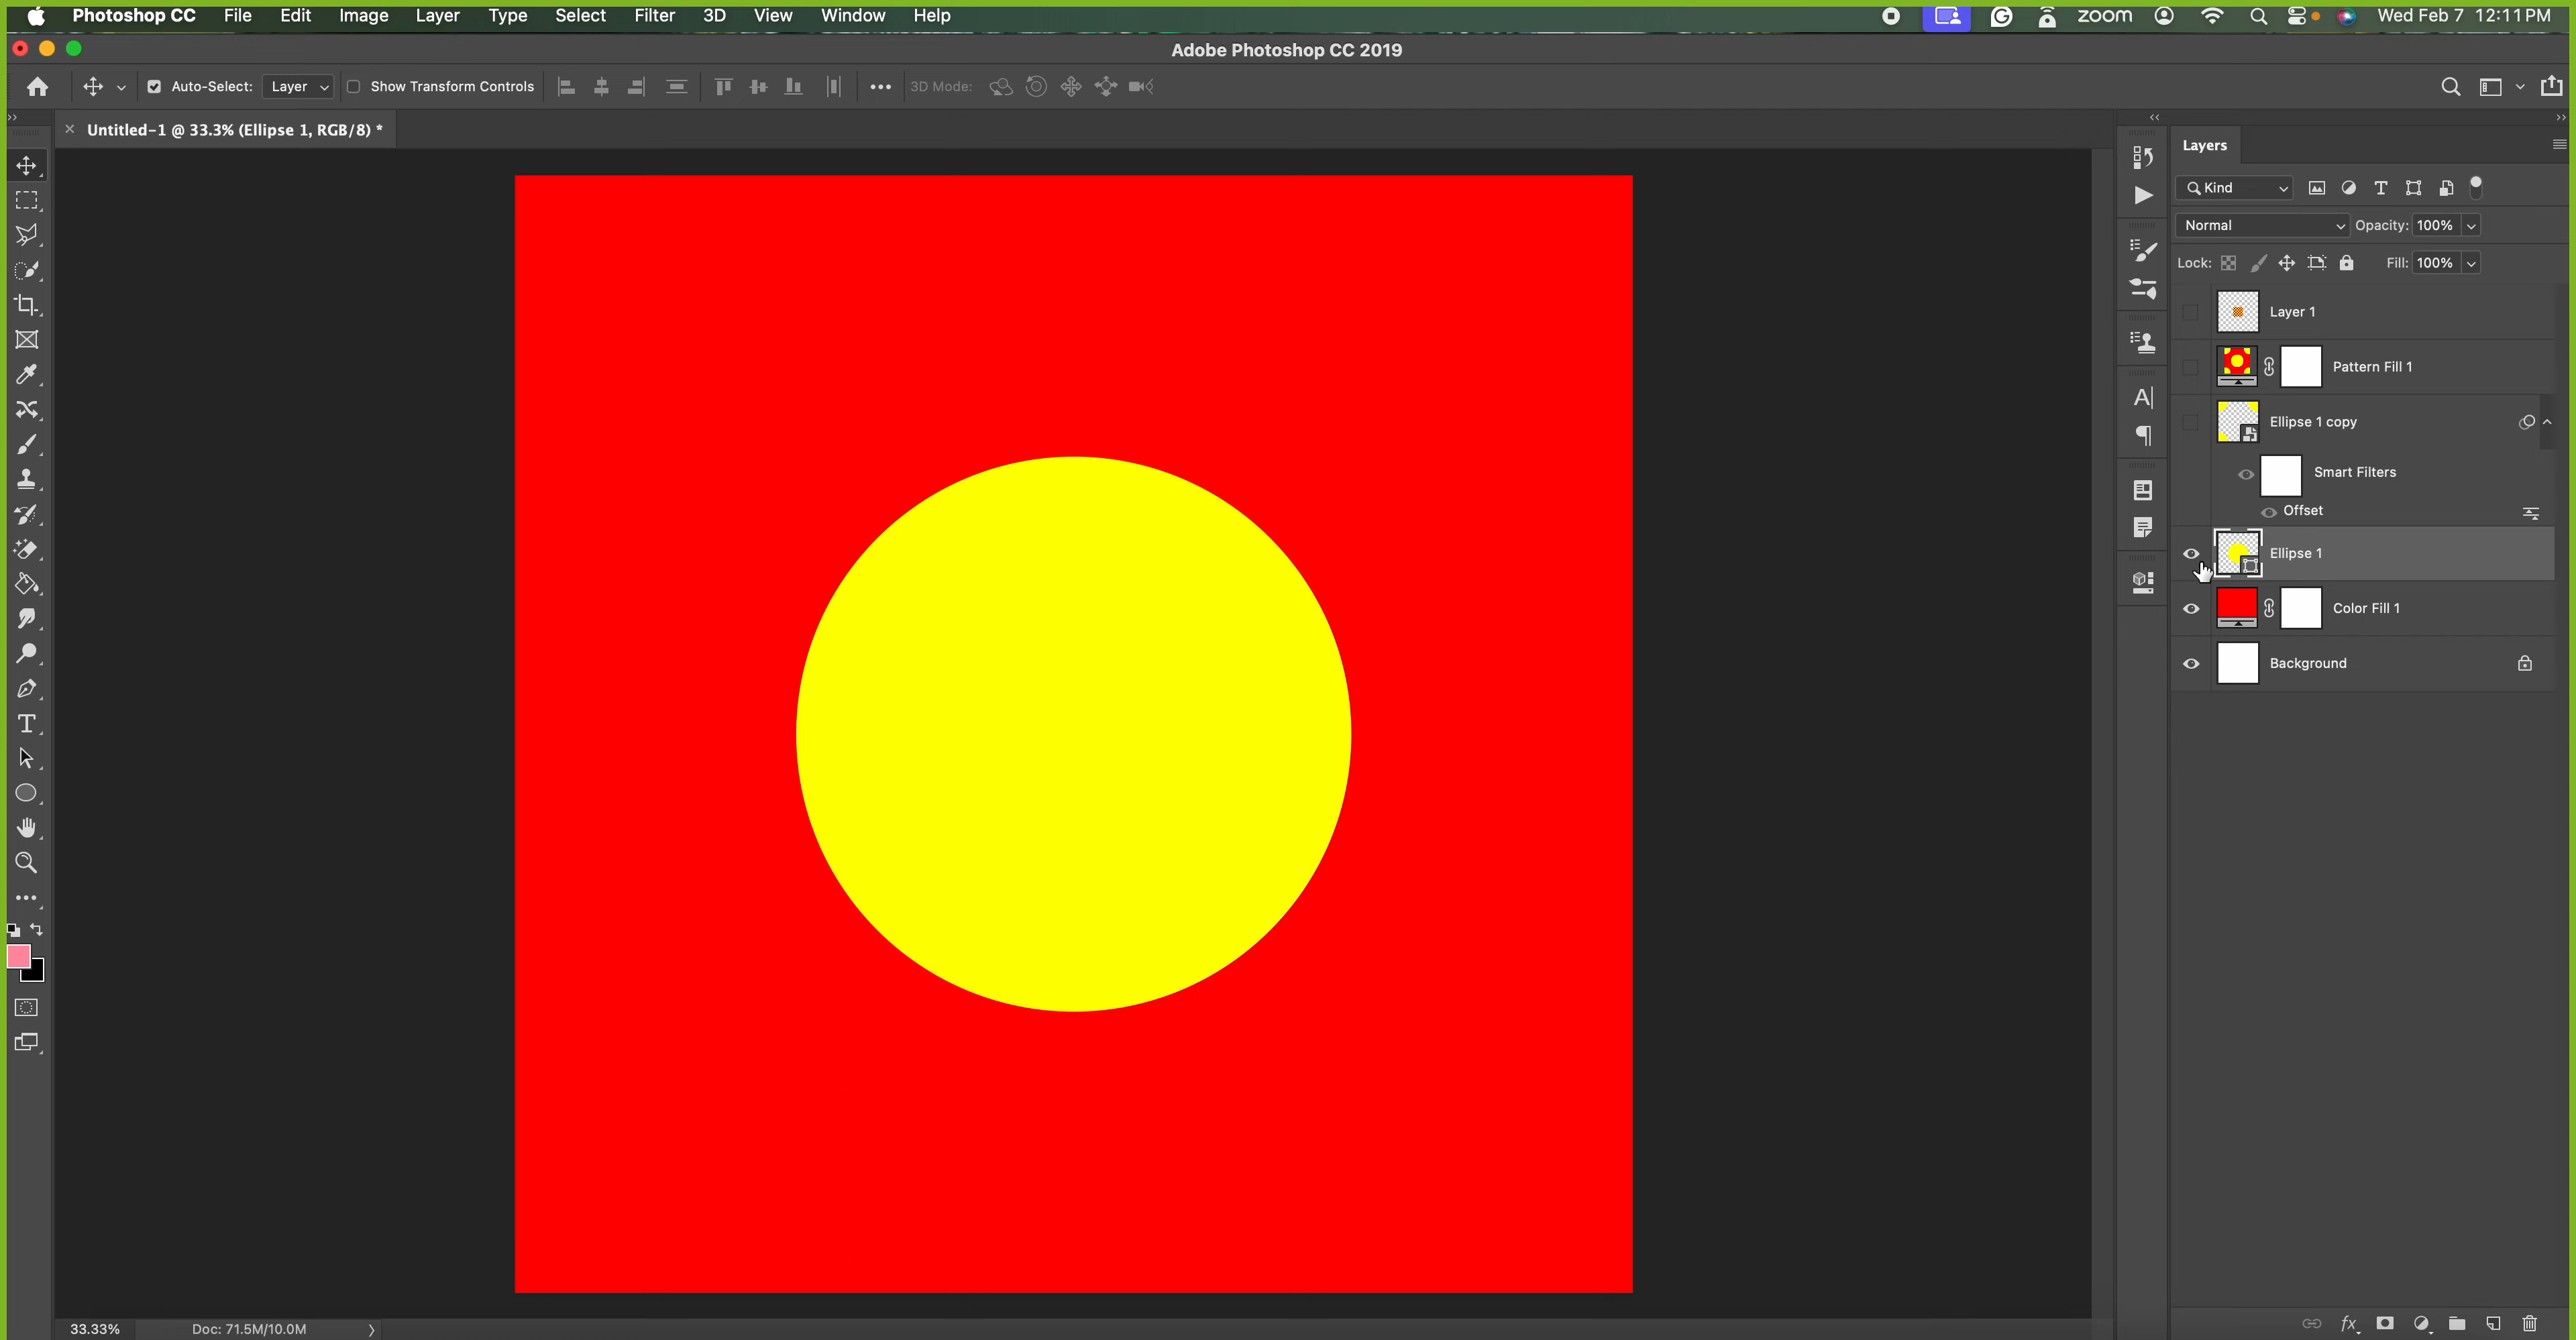 Photoshop CC File Edit Image Layer Type Select Filter 3D View Window Help zoom Wed Feb 7 12:11 PM
Adobe Photoshop CC 2019
Auto-Select: Layer Show Transform Controls 3D Mode:
Untitled-1 @ 33.3% (Ellipse 1, RGB/8) *
Layers
Kind
Normal Opacity: 100%
Lock: Fill: 100%
Layer 1
Pattern Fill 1
Ellipse 1 copy
Smart Filters
Offset
Ellipse 1
Color Fill 1
Background
33.33% Doc: 71.5M/10.0M